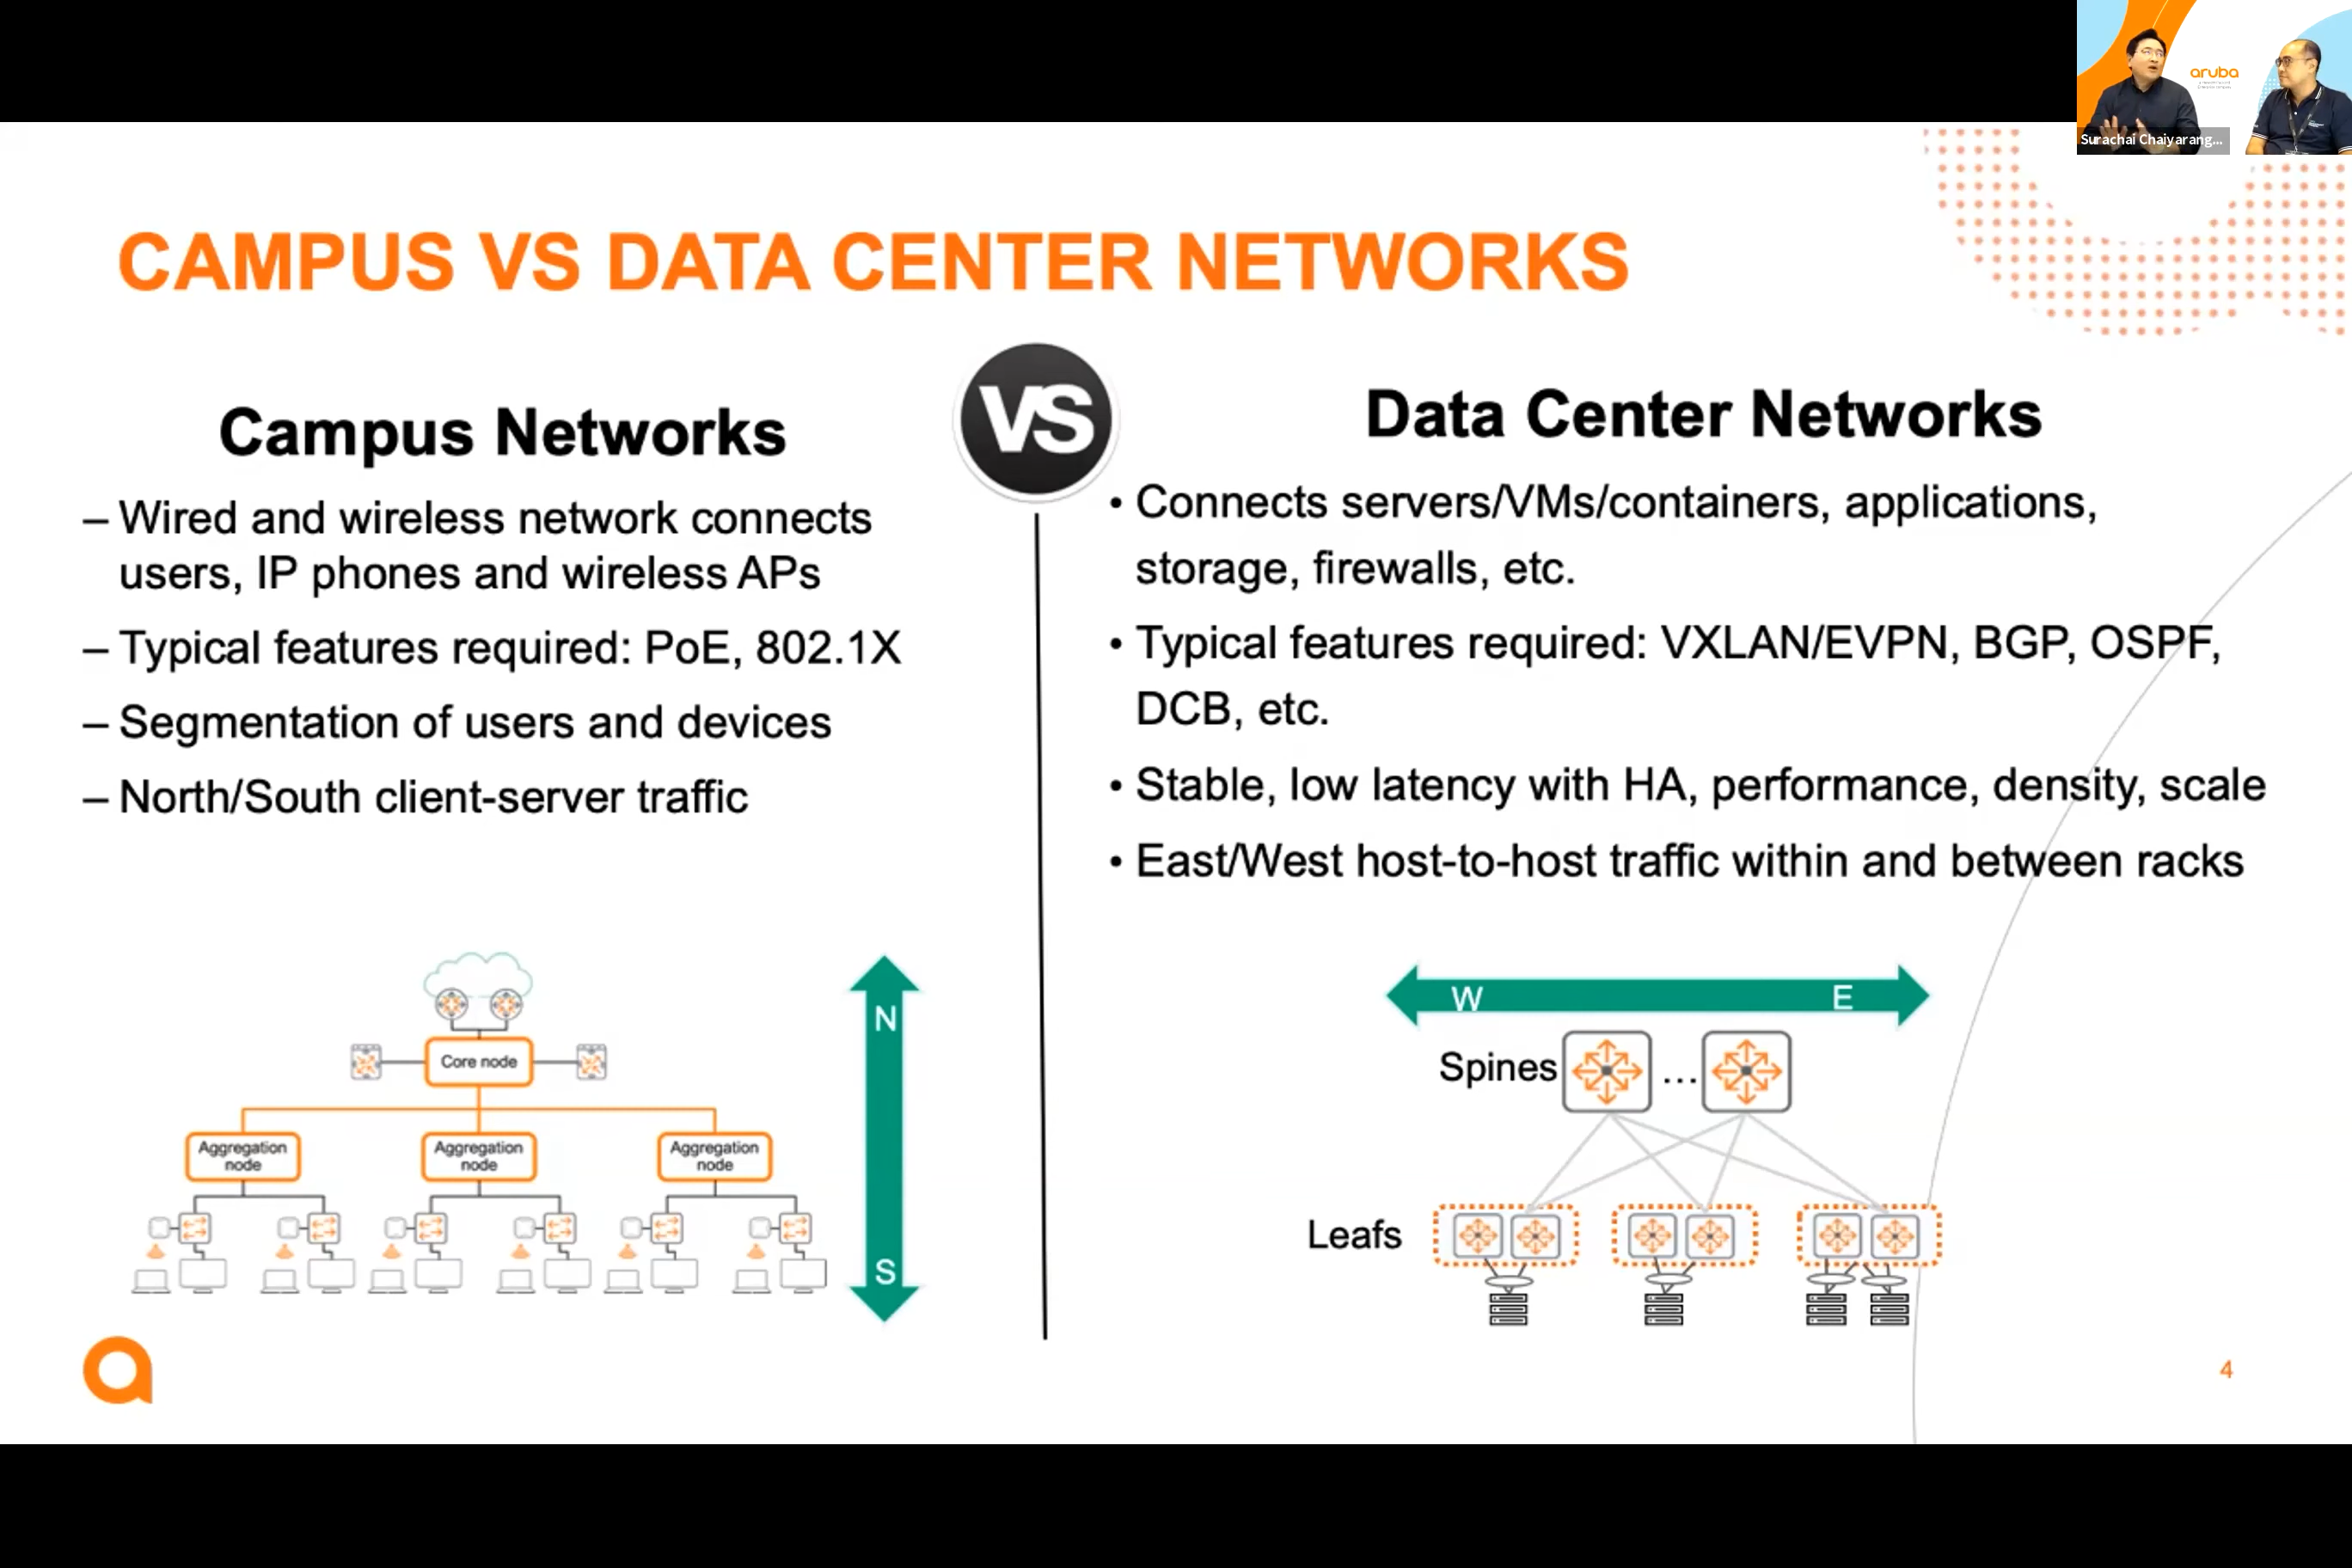 aruba
Surachai Chaiyarang...
CAMPUS VS DATA CENTER NETWORKS
VS
Campus Networks
– Wired and wireless network connects
users, IP phones and wireless APs
– Typical features required: PoE, 802.1X
– Segmentation of users and devices
– North/South client-server traffic
Core node
Aggregation
node
Aggregation
node
Aggregation
node
N
S
Data Center Networks
• Connects servers/VMs/containers, applications,
storage, firewalls, etc.
• Typical features required: VXLAN/EVPN, BGP, OSPF,
DCB, etc.
• Stable, low latency with HA, performance, density, scale
• East/West host-to-host traffic within and between racks
W E
Spines ...
Leafs
4